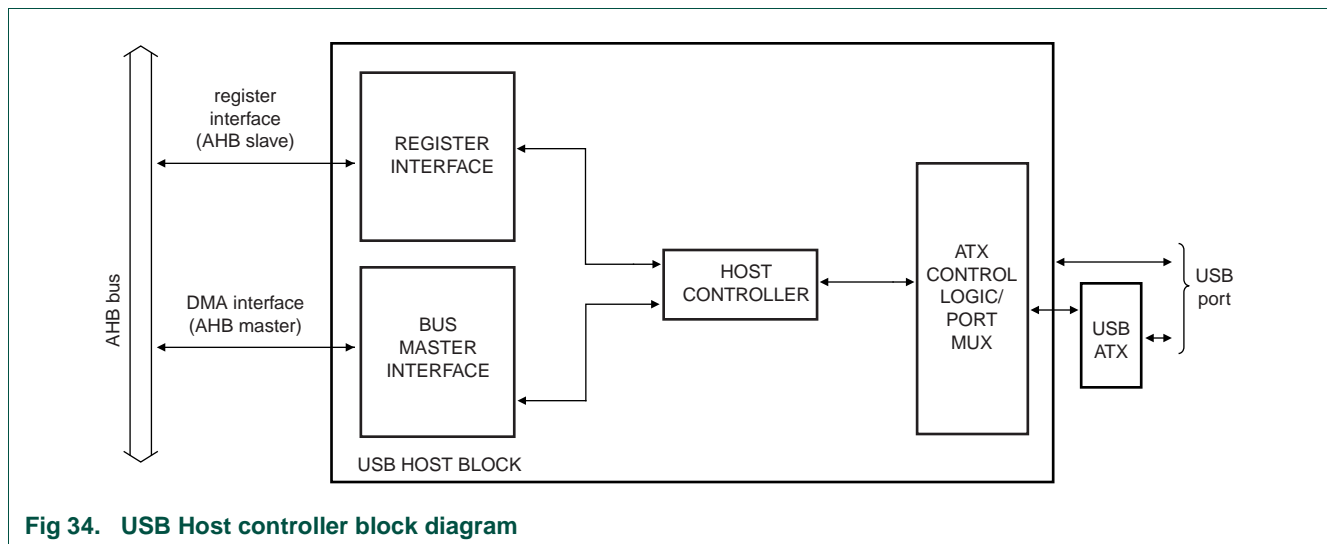 AHB bus
register
interface
(AHB slave)
DMA interface
(AHB master)
REGISTER
INTERFACE
BUS
MASTER
INTERFACE
USB HOST BLOCK
HOST
CONTROLLER
ATX
CONTROL
LOGIC/
PORT
MUX
USB
ATX
USB
port
Fig 34. USB Host controller block diagram